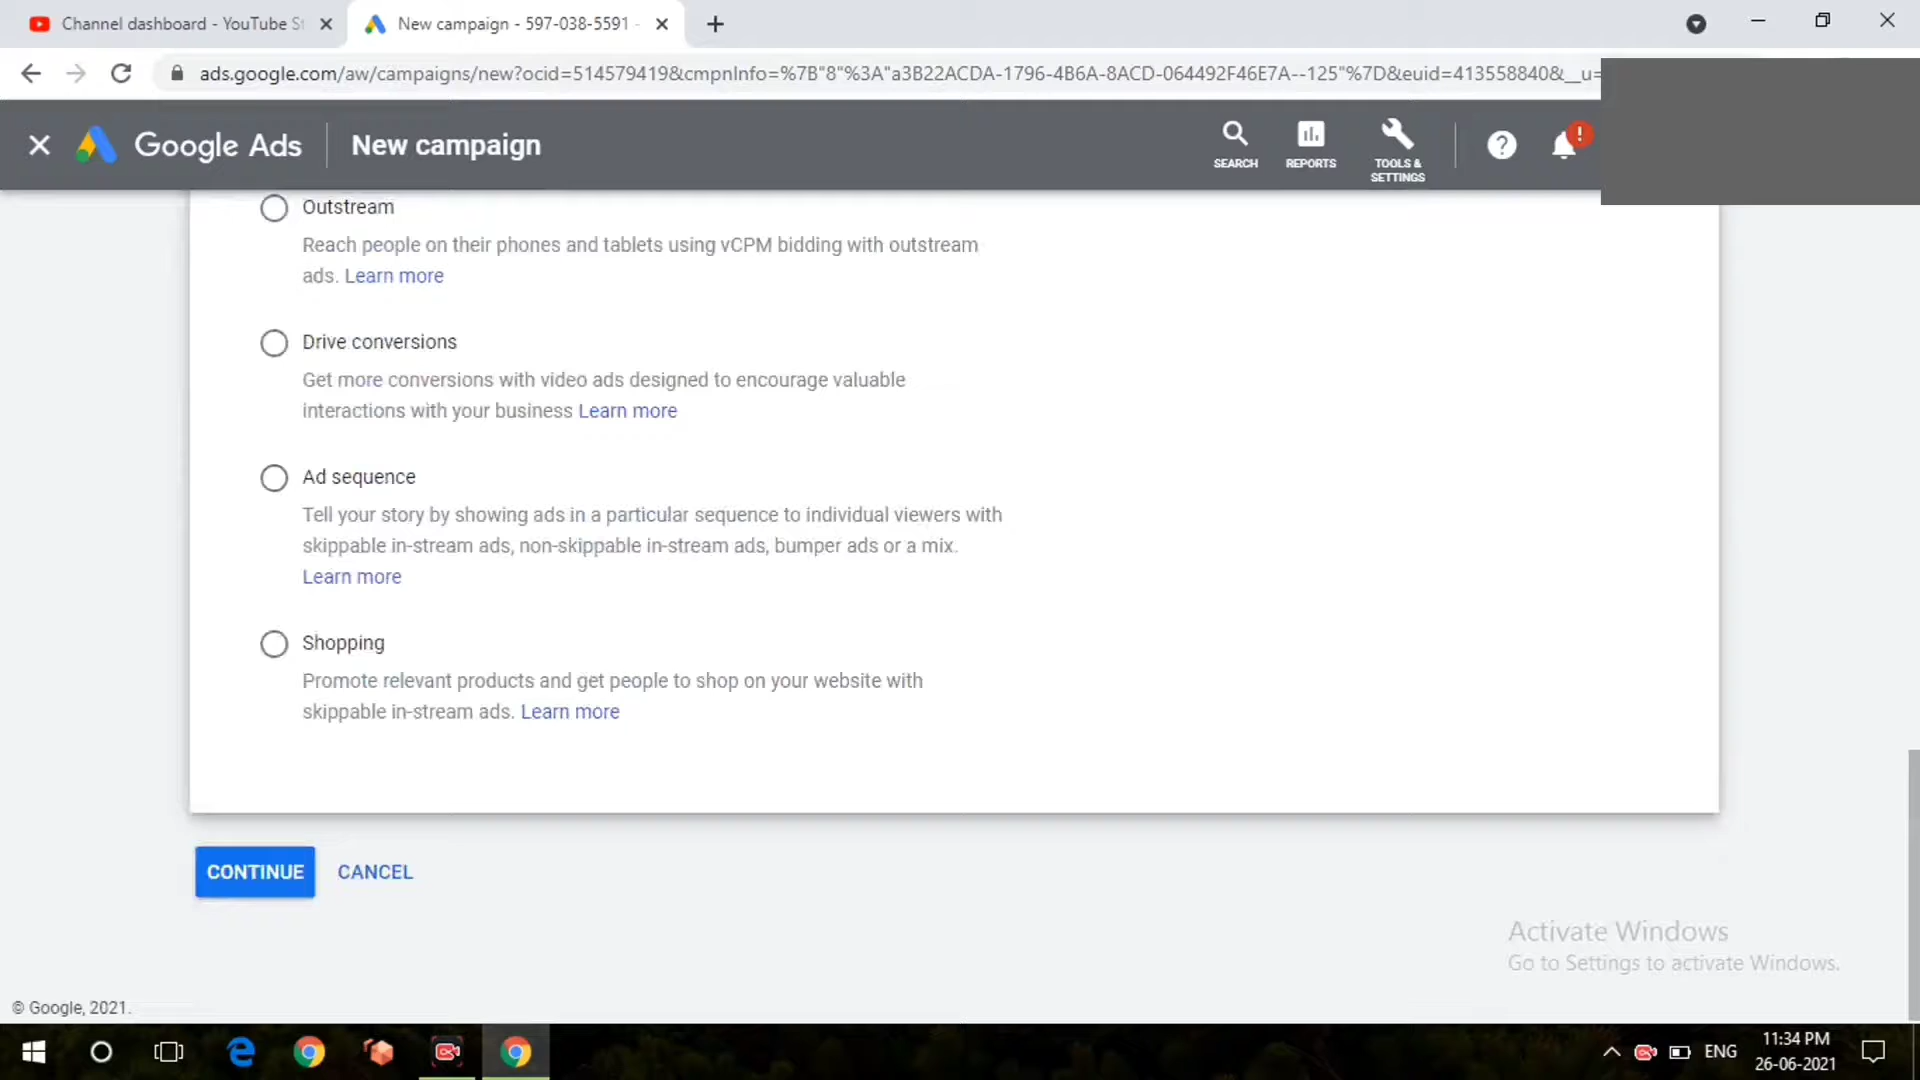 Channel dashboard - YouTube St
New campaign - 597-038-5591 -
ads.google.com/aw/campaigns/new?ocid=514579419&cmpnInfo=%7B"8"%3A"a3B22ACDA-1796-4B6A-8ACD-064492F46E7A--125"%7D&euid=413558840&__u=
Google Ads
New campaign
SEARCH
REPORTS
TOOLS &
SETTINGS
Outstream
Reach people on their phones and tablets using vCPM bidding with outstream
ads. Learn more
Drive conversions
Get more conversions with video ads designed to encourage valuable
interactions with your business Learn more
Ad sequence
Tell your story by showing ads in a particular sequence to individual viewers with
skippable in-stream ads, non-skippable in-stream ads, bumper ads or a mix.
Learn more
Shopping
Promote relevant products and get people to shop on your website with
skippable in-stream ads. Learn more
CONTINUE
CANCEL
Activate Windows
Go to Settings to activate Windows.
© Google, 2021.
ENG
11:34 PM
26-06-2021